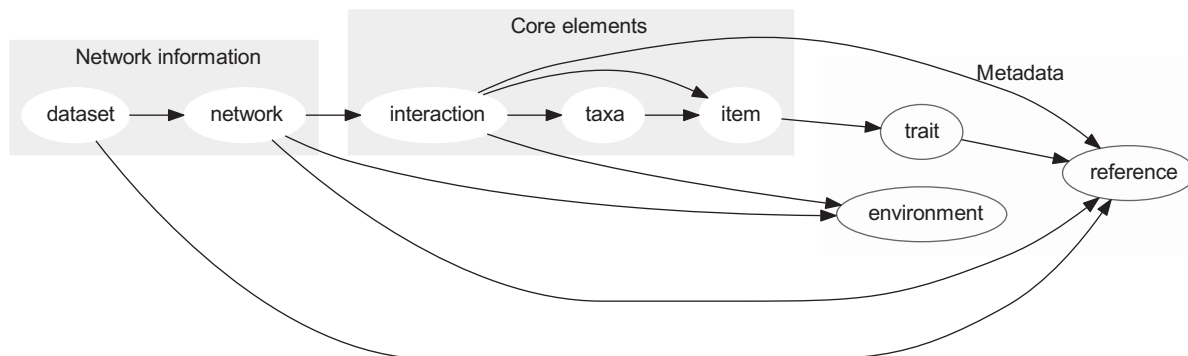 Core elements
Network information
Metadata
dataset
network
interaction
taxa
item
trait
reference
environment